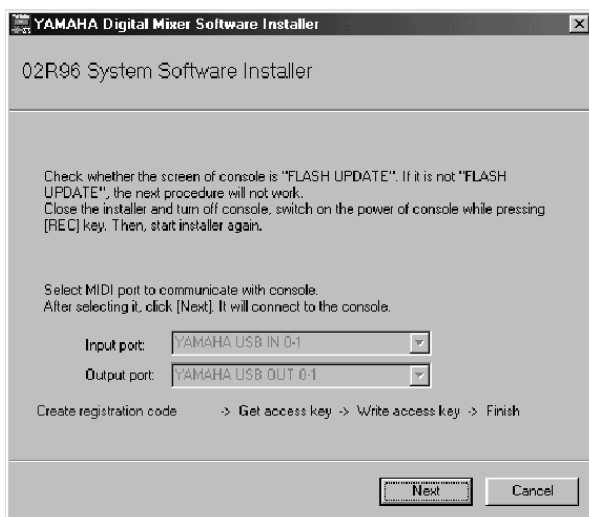 YAMAHA Digital Mixer Software Installer
02R96 System Software Installer
Check whether the screen of console is "FLASH UPDATE". If it is not "FLASH
UPDATE", the next procedure will not work.
Close the installer and turn off console, switch on the power of console while pressing
[REC] key. Then, start installer again.
Select MIDI port to communicate with console.
After selecting it, click [Next]. It will connect to the console.
Input port: YAMAHA USB IN 0-1
Output port: YAMAHA USB OUT 0-1
Create registration code -> Get access key -> Write access key -> Finish
Next Cancel